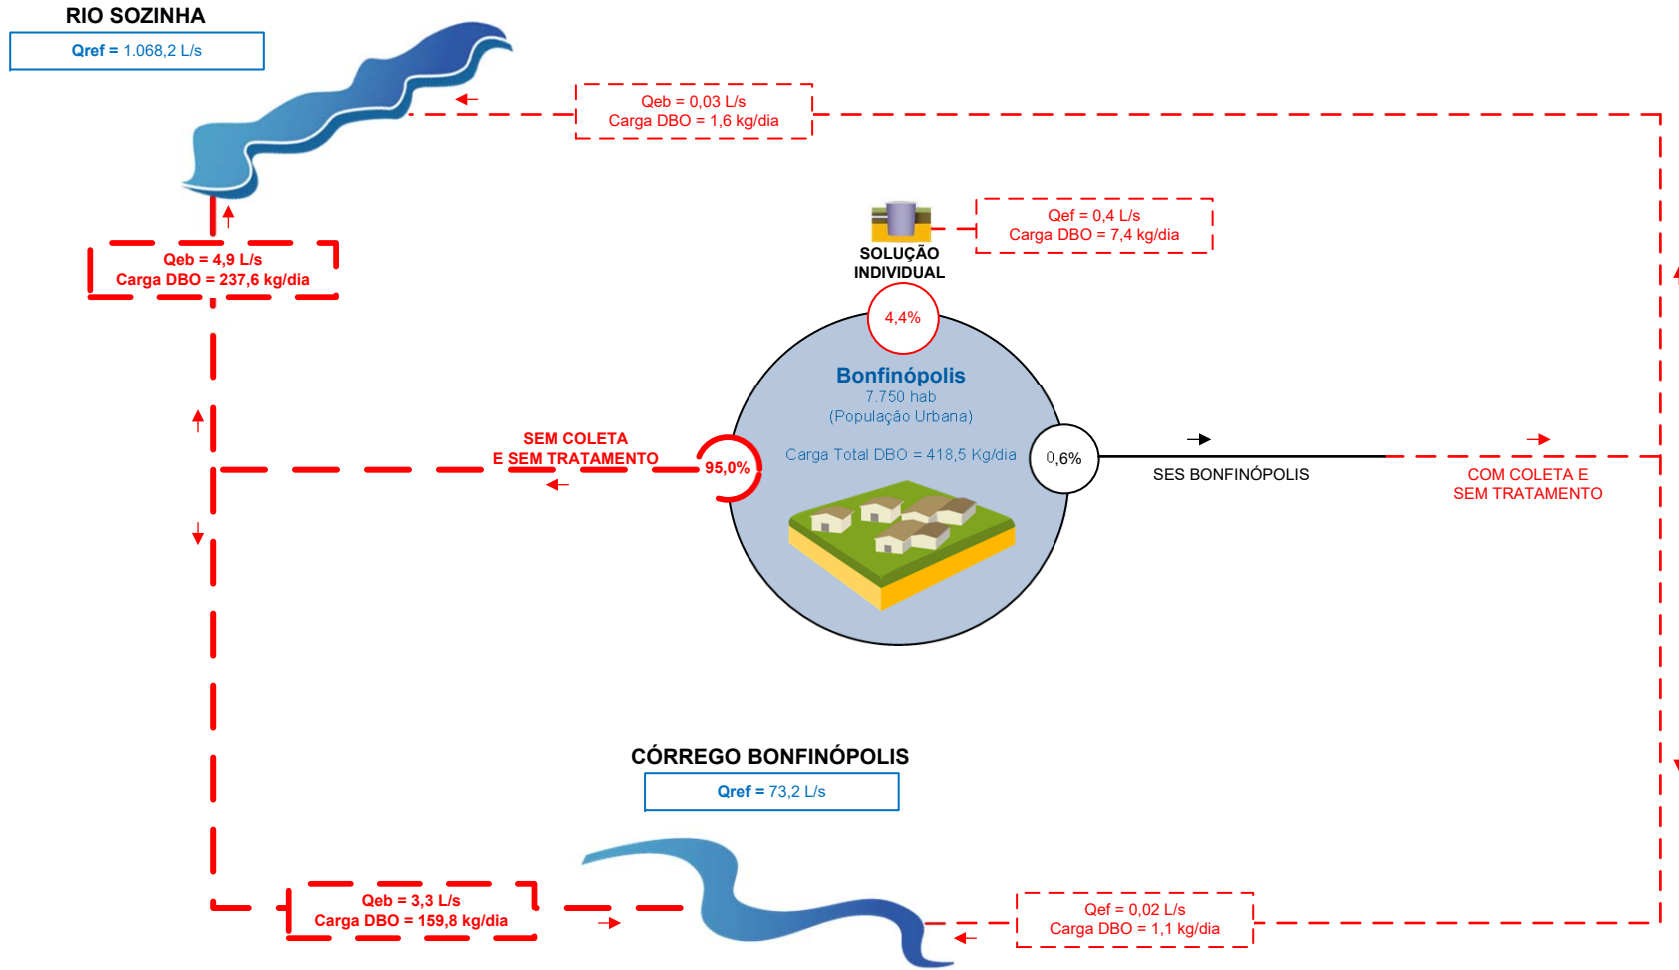 RIO SOZINHA
Qref = 1.068,2 L/s
Qeb = 0,03 L/s
Carga DBO = 1,6 kg/dia
Qef = 0,4 L/s
Carga DBO = 7,4 kg/dia
SOLUÇÃO
INDIVIDUAL
Qeb = 4,9 L/s
Carga DBO = 237,6 kg/dia
4,4%
Bonfinópolis
7.750 hab
(População Urbana)
Carga Total DBO = 418,5 Kg/dia
SEM COLETA
E SEM TRATAMENTO
95,0%
0,6%
SES BONFINÓPOLIS
COM COLETA E
SEM TRATAMENTO
CÓRREGO BONFINÓPOLIS
Qref = 73,2 L/s
Qeb = 3,3 L/s
Carga DBO = 159,8 kg/dia
Qef = 0,02 L/s
Carga DBO = 1,1 kg/dia